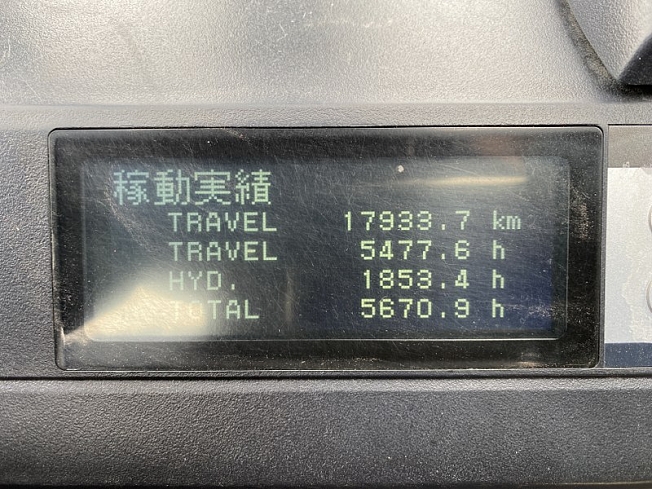 稼動実績
TRAVEL 17933.7 km
TRAVEL 5477.6 h
HYD. 1853.4 h
TOTAL 5670.9 h